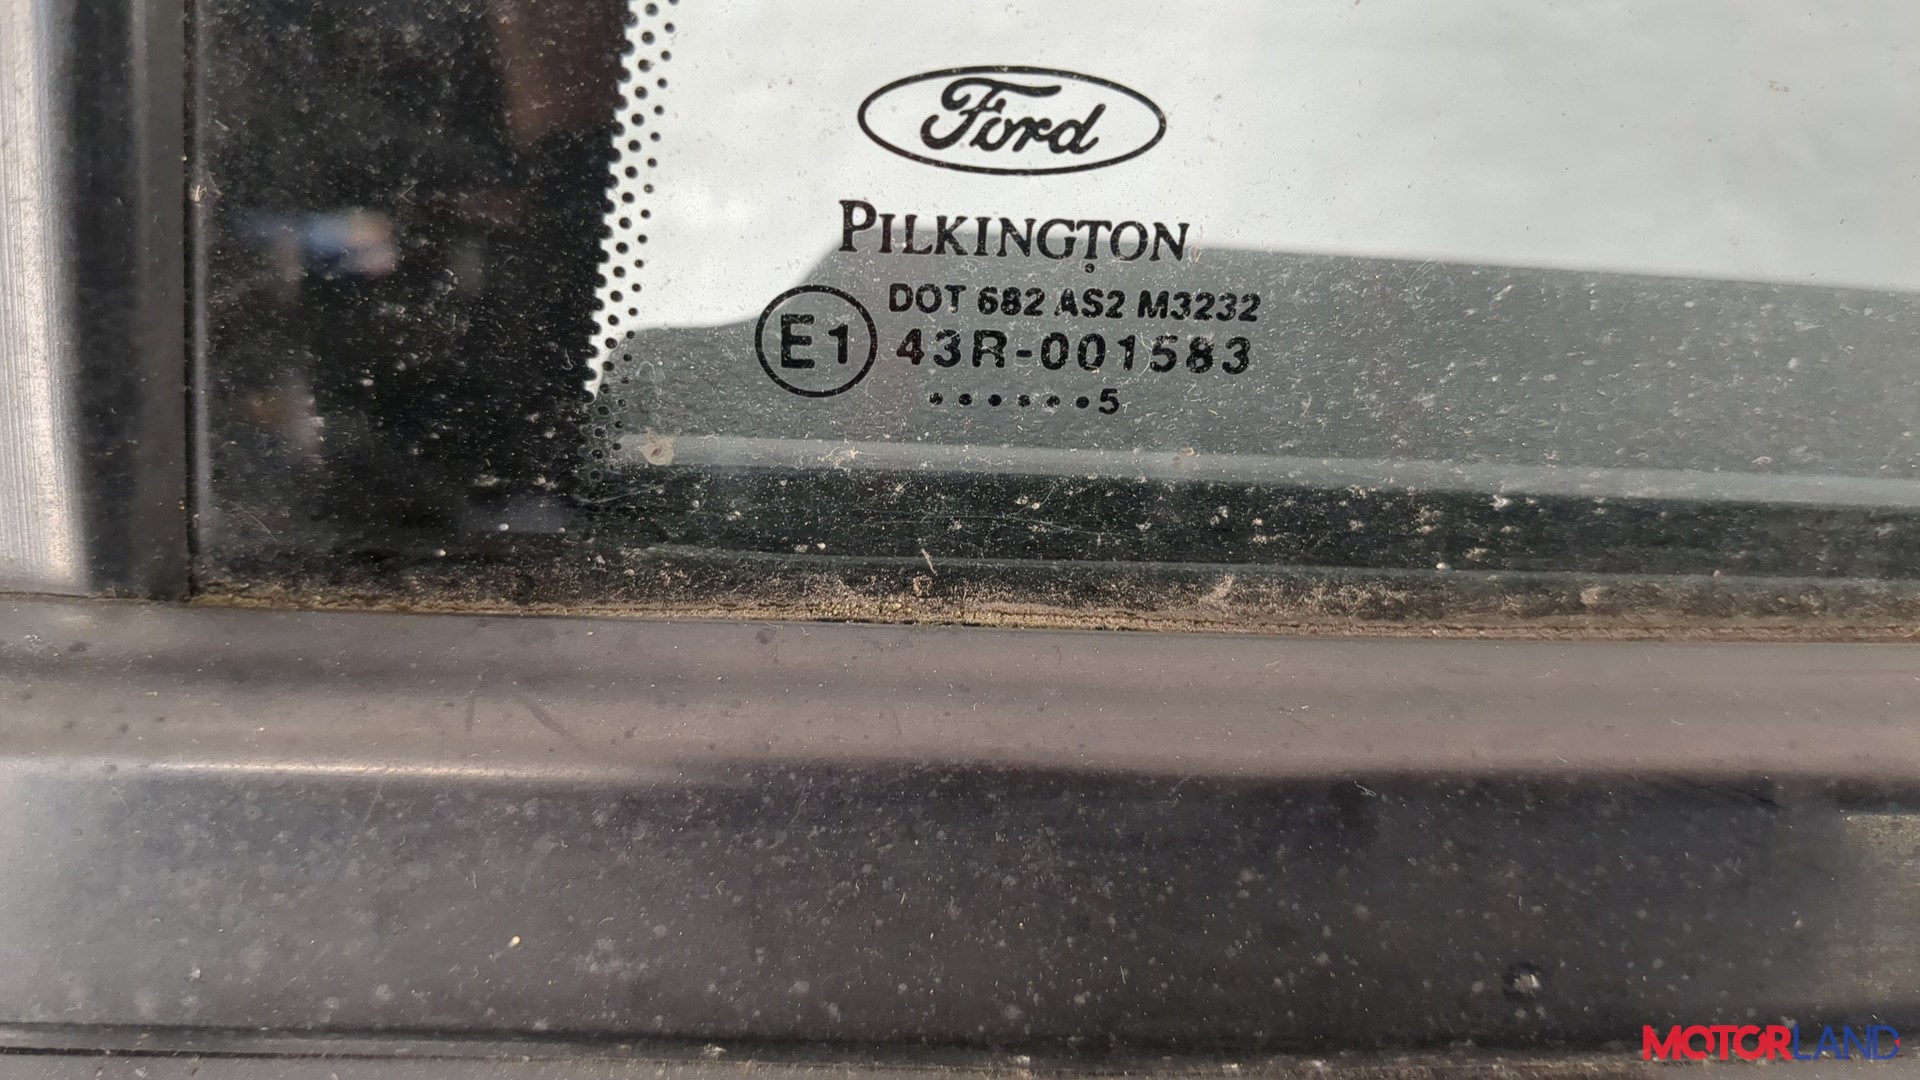 Ford
PILKINGTON
DOT 682 AS2 M3232
E1 43R-001583
••••••5
MOTORLAND